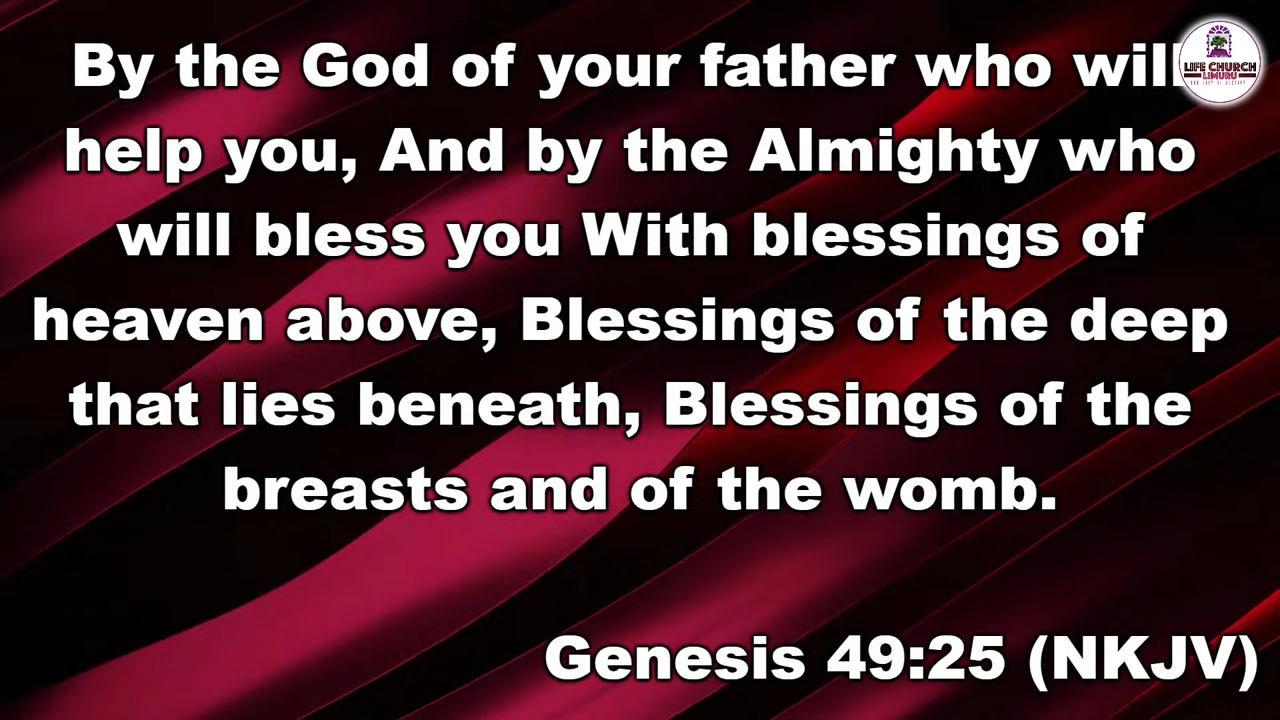 By the God of your father who will
help you, And by the Almighty who
will bless you With blessings of
heaven above, Blessings of the deep
that lies beneath, Blessings of the
breasts and of the womb.
Genesis 49:25 (NKJV)
LIFE CHURCH
LIMURU